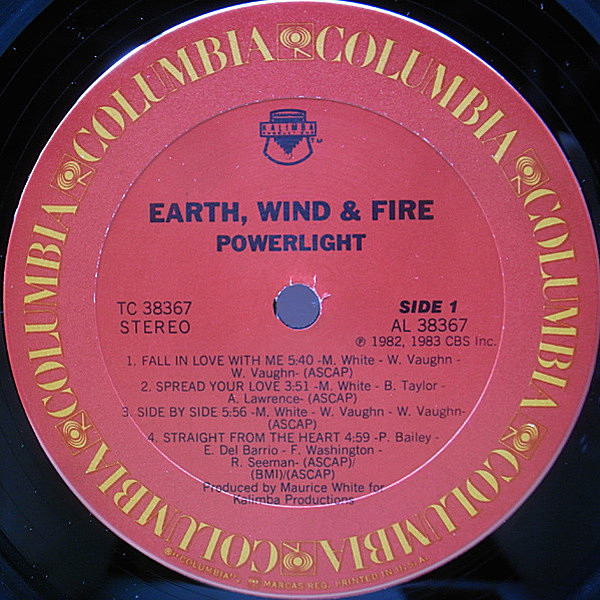 COLUMBIA COLUMBIA COLUMBIA COLUMBIA COLUMBIA COLUMBIA COLUMBIA
KALIMBA
TM
EARTH, WIND & FIRE
POWERLIGHT
TC 38367
STEREO
SIDE 1
AL 38367
℗ 1982, 1983 CBS Inc.
1. FALL IN LOVE WITH ME 5:40 -M. White - W. Vaughn -
W. Vaughn- (ASCAP)
2. SPREAD YOUR LOVE 3:51 -M. White - B. Taylor -
A. Lawrence- (ASCAP)
3. SIDE BY SIDE 5:56 -M. White - W. Vaughn - W. Vaughn-
(ASCAP)
4. STRAIGHT FROM THE HEART 4:59 -P. Bailey -
E. Del Barrio - F. Washington -
R. Seeman- (ASCAP)/
(BMI)/(ASCAP)
Produced by Maurice White for
Kalimba Productions
® "COLUMBIA", MARCAS REG. PRINTED IN U.S.A.